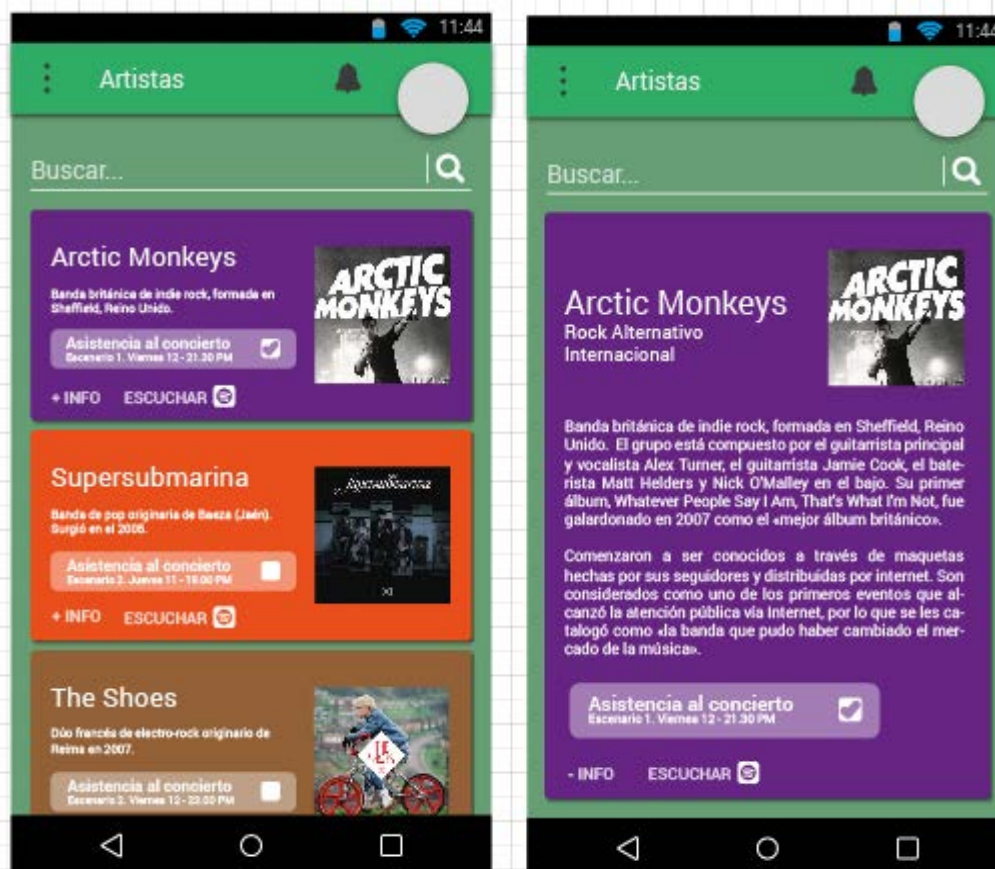 11:44
Artistas
Buscar...
Arctic Monkeys
Banda británica de indie rock, formada en
Sheffield, Reino Unido.
Asistencia al concierto
Escenario 1. Viernes 12 - 21.30 PM
+ INFO ESCUCHAR
ARCTIC
MONKEYS
Supersubmarina
Banda de pop originaria de Baeza (Jaén).
Surgió en el 2005.
Asistencia al concierto
Escenario 2. Jueves 11 - 19.00 PM
+ INFO ESCUCHAR
Supersubmarina
The Shoes
Dúo francés de electro-rock originario de
Reims en 2007.
Asistencia al concierto
Escenario 2. Viernes 12 - 23.00 PM
11:44
Artistas
Buscar...
Arctic Monkeys
Rock Alternativo
Internacional
ARCTIC
MONKEYS
Banda británica de indie rock, formada en Sheffield, Reino
Unido. El grupo está compuesto por el guitarrista principal
y vocalista Alex Turner, el guitarrista Jamie Cook, el bate-
rista Matt Helders y Nick O'Malley en el bajo. Su primer
álbum, Whatever People Say I Am, That's What I'm Not, fue
galardonado en 2007 como el «mejor álbum británico».
Comenzaron a ser conocidos a través de maquetas
hechas por sus seguidores y distribuidas por internet. Son
considerados como uno de los primeros eventos que al-
canzó la atención pública vía Internet, por lo que se les ca-
talogó como «la banda que pudo haber cambiado el mer-
cado de la música».
Asistencia al concierto
Escenario 1. Viernes 12 - 21.30 PM
- INFO ESCUCHAR